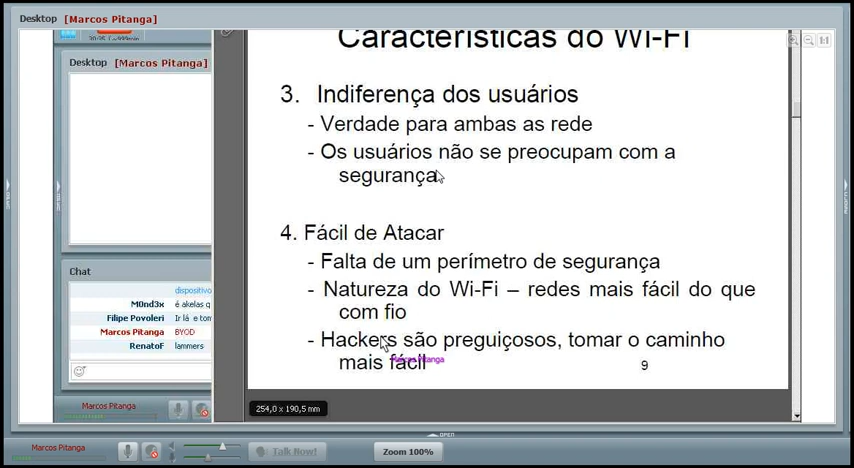 Desktop [Marcos Pitanga]
Características do Wi-Fi
Desktop [Marcos Pitanga]
3. Indiferença dos usuários
- Verdade para ambas as rede
- Os usuários não se preocupam com a
segurança
4. Fácil de Atacar
- Falta de um perímetro de segurança
- Natureza do Wi-Fi – redes mais fácil do que
com fio
- Hackers são preguiçosos, tomar o caminho
mais fácil
Marcos Pitanga
9
Chat
dispositivo
M0nd3x é akelas q
Filipe Povoleri Ir lá e tom
Marcos Pitanga BYOD
RenatoF lammers
Marcos Pitanga
254,0 x 190,5 mm
OPEN
Marcos Pitanga
Talk Now!
Zoom 100%